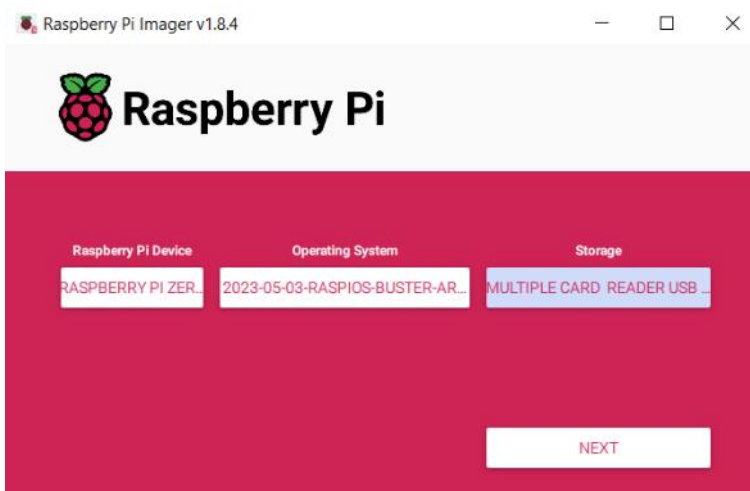 Raspberry Pi Imager v1.8.4
Raspberry Pi
Raspberry Pi Device
Operating System
Storage
RASPBERRY PI ZER...
2023-05-03-RASPIOS-BUSTER-AR...
MULTIPLE CARD READER USB ...
NEXT